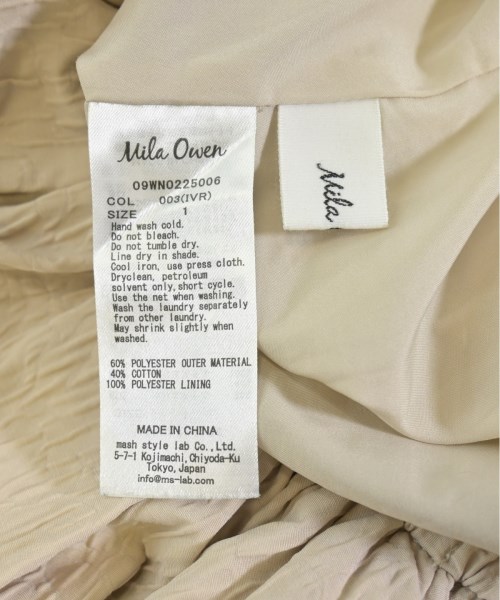 Mila Owen
09WN0225006
COL 003(IVR)
SIZE 1
Hand wash cold.
Do not bleach.
Do not tumble dry.
Line dry in shade.
Cool iron, use press cloth.
Dryclean, petroleum
solvent only,short cycle.
Use the net when washing.
Wash the laundry separately
from other laundry.
May shrink slightly when
washed.
60% POLYESTER OUTER MATERIAL
40% COTTON
100% POLYESTER LINING
MADE IN CHINA
mash style lab Co.,Ltd.
5-7-1 Kojimachi,Chiyoda-Ku
Tokyo,Japan
info@ms-lab.com
Mila